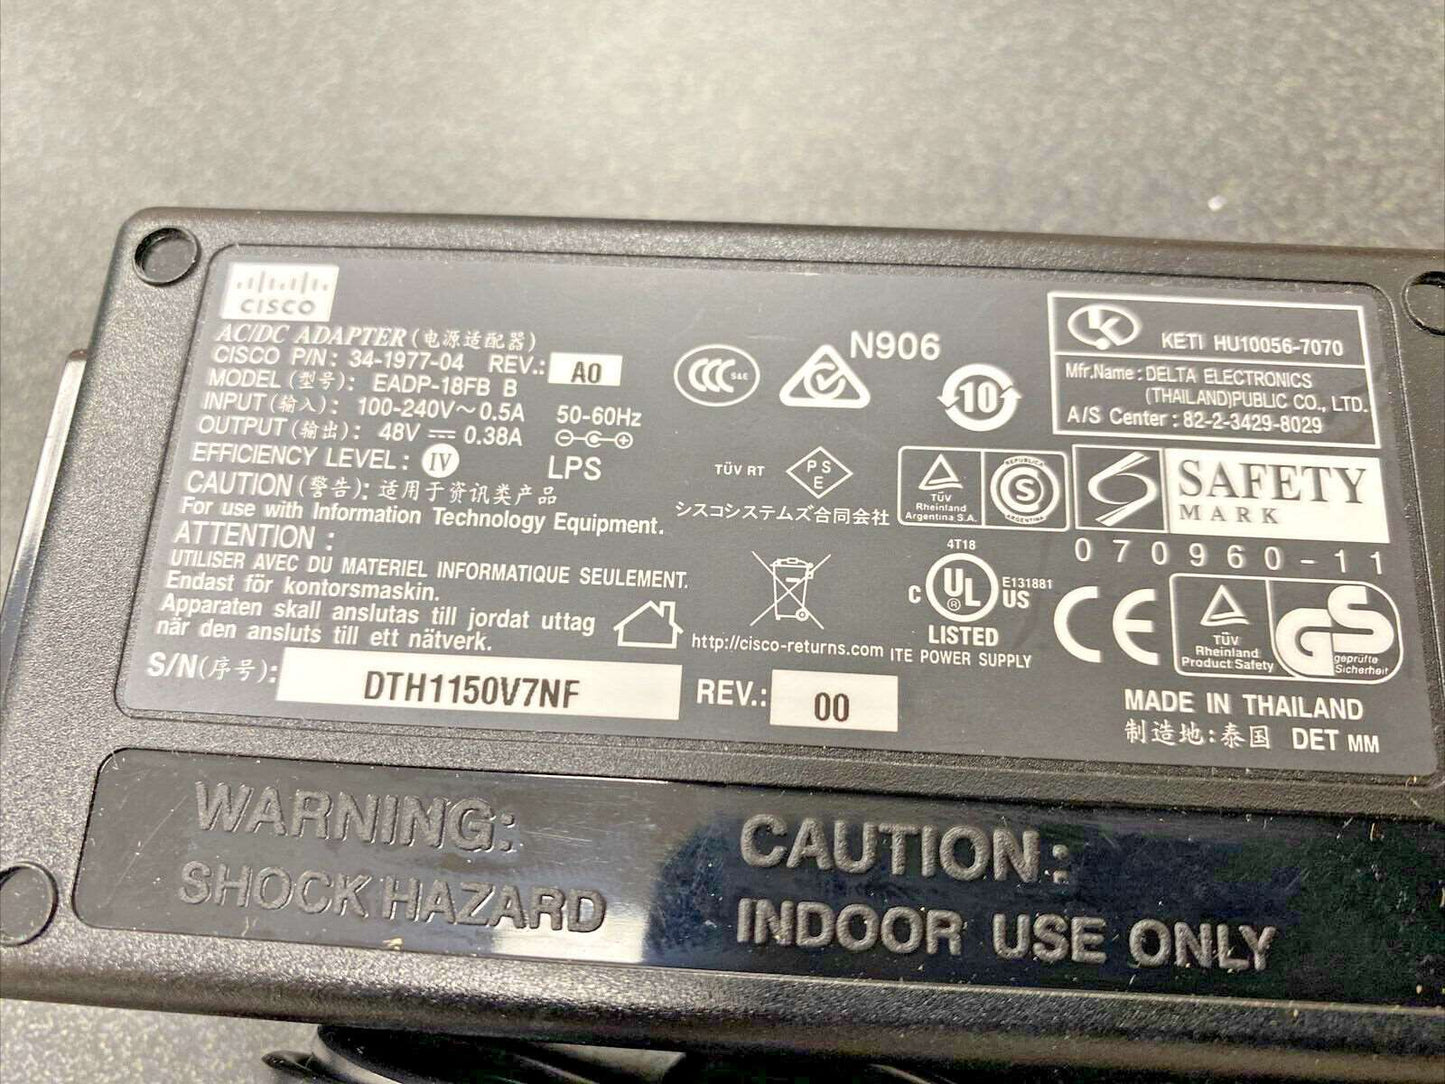 CISCO
AC/DC ADAPTER (电源适配器)
CISCO P/N: 34-1977-04 REV.: A0
MODEL (型号): EADP-18FB B
INPUT (输入): 100-240V～0.5A 50-60Hz
OUTPUT (输出): 48V ⎓ 0.38A
EFFICIENCY LEVEL: IV LPS
CAUTION (警告): 适用于资讯类产品
For use with Information Technology Equipment.
ATTENTION :
UTILISER AVEC DU MATERIEL INFORMATIQUE SEULEMENT.
Endast för kontorsmaskin.
Apparaten skall anslutas till jordat uttag
när den ansluts till ett nätverk.
S/N(序号): DTH1150V7NF REV.: 00
CCC S&E
N906
10
K
KETI HU10056-7070
Mfr.Name : DELTA ELECTRONICS
(THAILAND)PUBLIC CO., LTD.
A/S Center : 82-2-3429-8029
TÜV RT
PSE
シスコシステムズ合同会社
TÜV
Rheinland
Argentina S.A.
REPUBLICA
S
ARGENTINA
SAFETY
MARK
070960-11
http://cisco-returns.com
4T18
C UL ® US
E131881
LISTED
ITE POWER SUPPLY
CE
TÜV
Rheinland
Product Safety
GS
geprüfte
Sicherheit
MADE IN THAILAND
制造地:泰国 DET MM
WARNING:
SHOCK HAZARD
CAUTION:
INDOOR USE ONLY